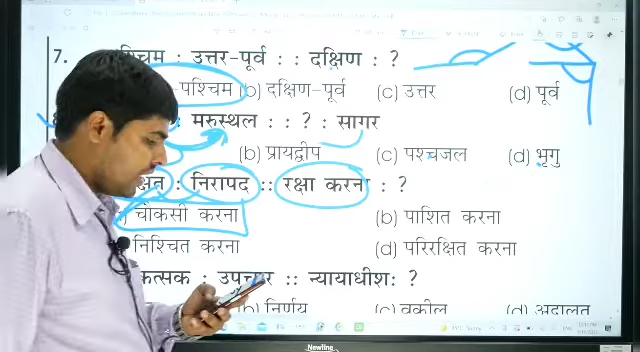 7. पश्चिम : उत्तर-पूर्व : : दक्षिण : ?
-पश्चिम (b) दक्षिण-पूर्व (c) उत्तर (d) पूर्व
: मरुस्थल : : ? : सागर
(b) प्रायद्वीप (c) पश्चजल (d) भृगु
: निरापद :: रक्षा करना : ?
चौकसी करना (b) पाशित करना
निश्चित करना (d) परिरक्षित करना
: उपचार :: न्यायाधीश: ?
(b) निर्णय (c) वकील (d) अदालत
Newline